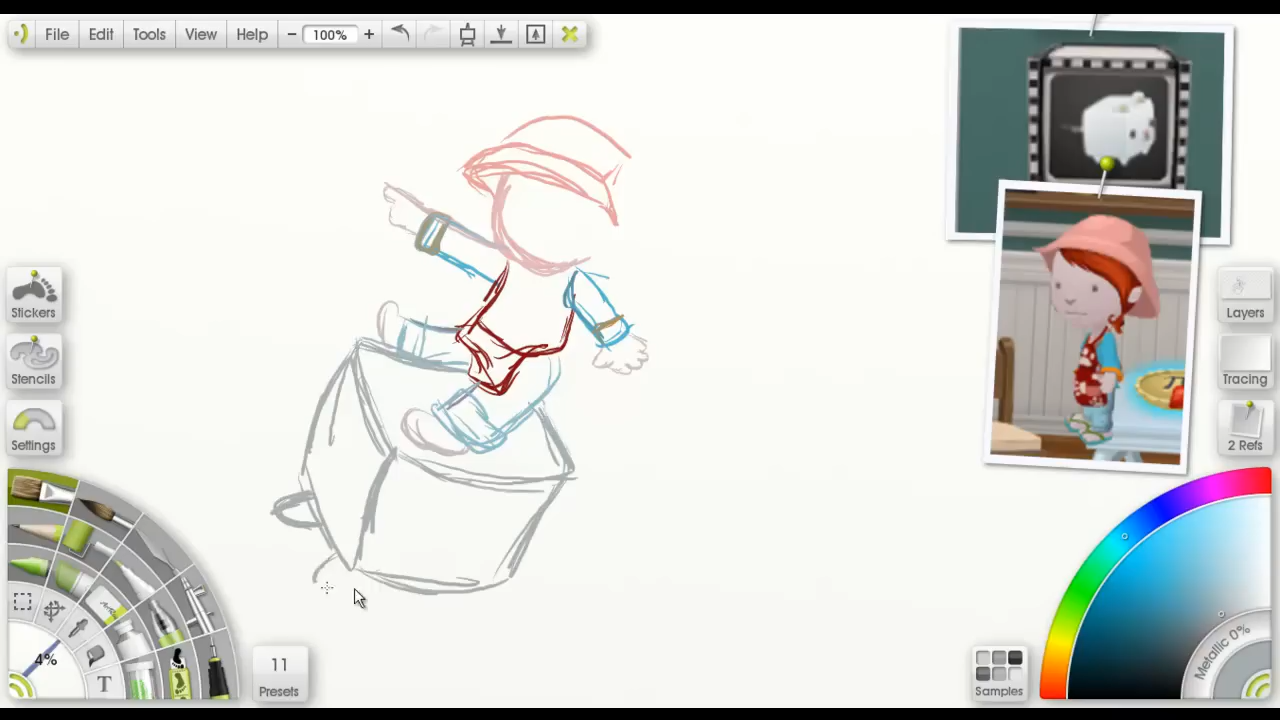 File Edit Tools View Help − 100% +
Stickers
Stencils
Settings
4%
T
11
Presets
Layers
Tracing
2 Refs
Metallic 0%
Samples